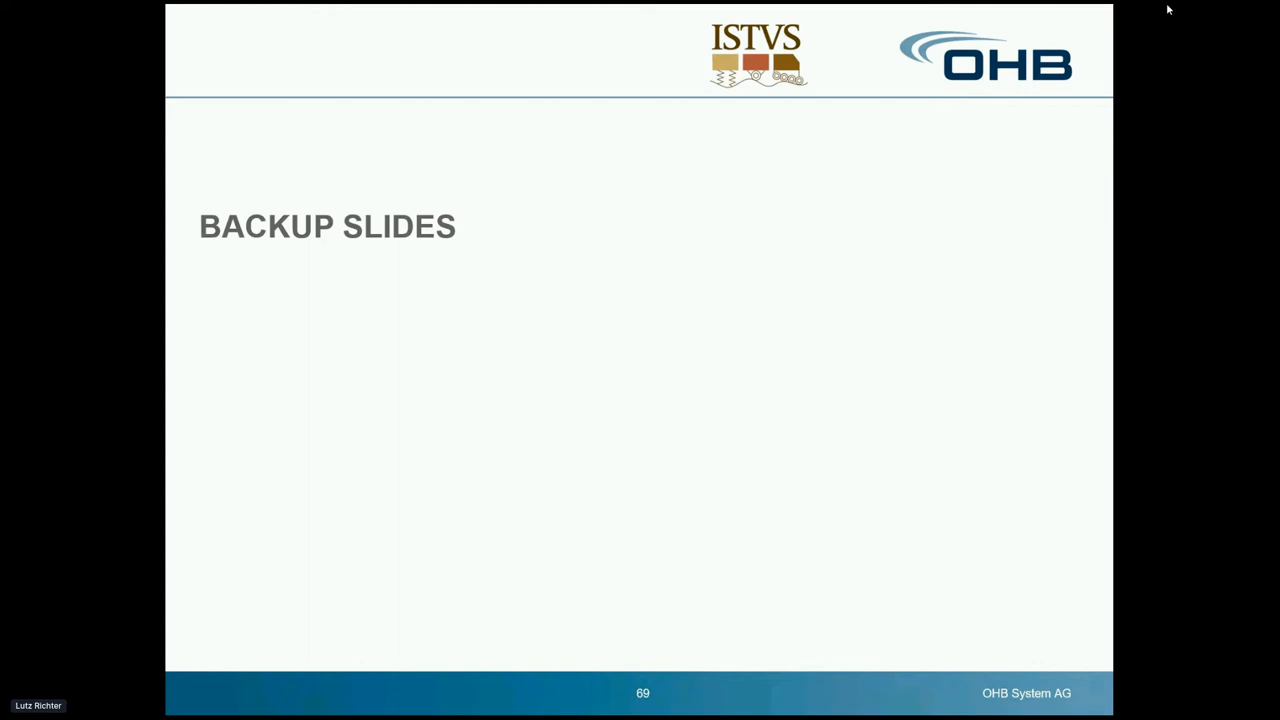 ISTVS
OHB
BACKUP SLIDES
69
OHB System AG
Lutz Richter